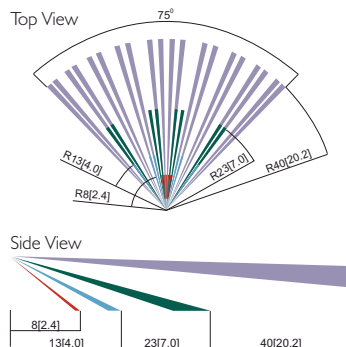 Top View
75⁰
R13[4.0]
R8[2.4]
R23[7.0]
R40[20.2]
Side View
8[2.4]
13[4.0]
23[7.0]
40[20.2]